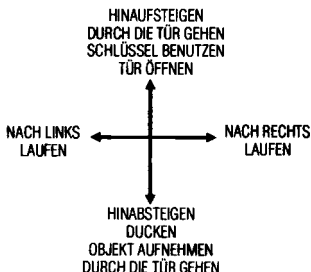 HINAUFSTEIGEN
DURCH DIE TÜR GEHEN
SCHLÜSSEL BENUTZEN
TÜR ÖFFNEN
NACH LINKS
LAUFEN
NACH RECHTS
LAUFEN
HINABSTEIGEN
DUCKEN
OBJEKT AUFNEHMEN
DURCH DIE TÜR GEHEN